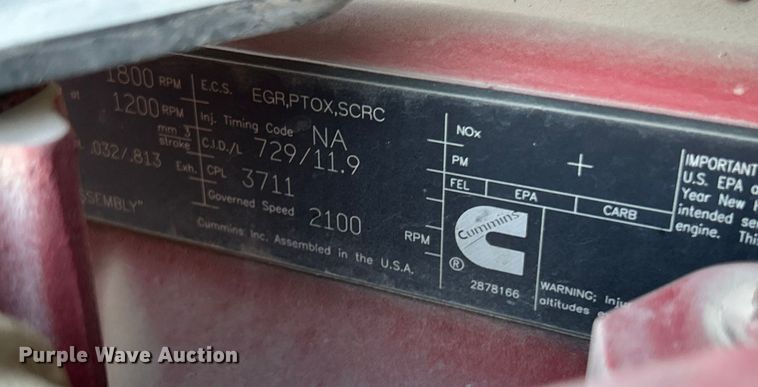 1800 RPM
1200 RPM
mm 3
stroke
.032/.813 Exh.
SSEMBLY"
E.C.S. EGR,PTOX,SCRC
Inj. Timing Code NA
C.I.D./L 729/11.9
CPL 3711
Governed Speed 2100 RPM
Cummins Inc. Assembled in the U.S.A.
NOx
PM
FEL EPA CARB
Cummins
®
2878166
IMPORTANT
U.S. EPA
Year New
intended
engine. This
WARNING; Inju
altitudes
Purple Wave Auction